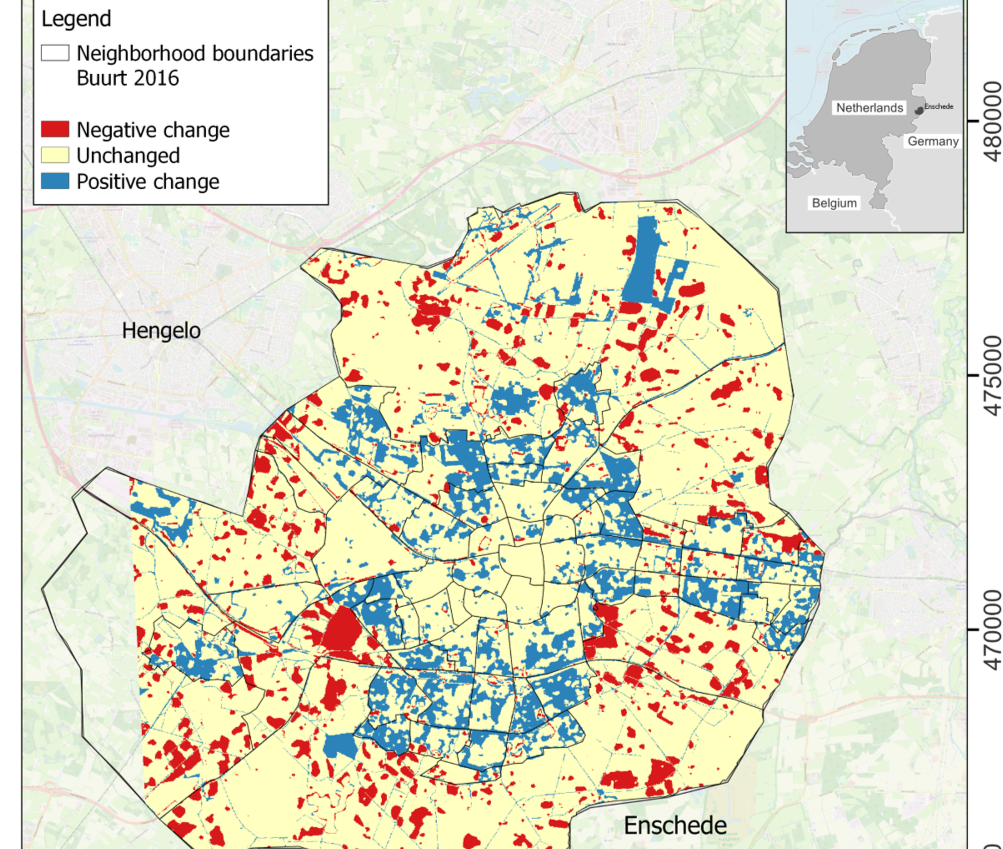 Legend
Neighborhood boundaries
Buurt 2016
Negative change
Unchanged
Positive change
Netherlands
Enschede
Germany
Belgium
480000
Hengelo
475000
470000
Enschede